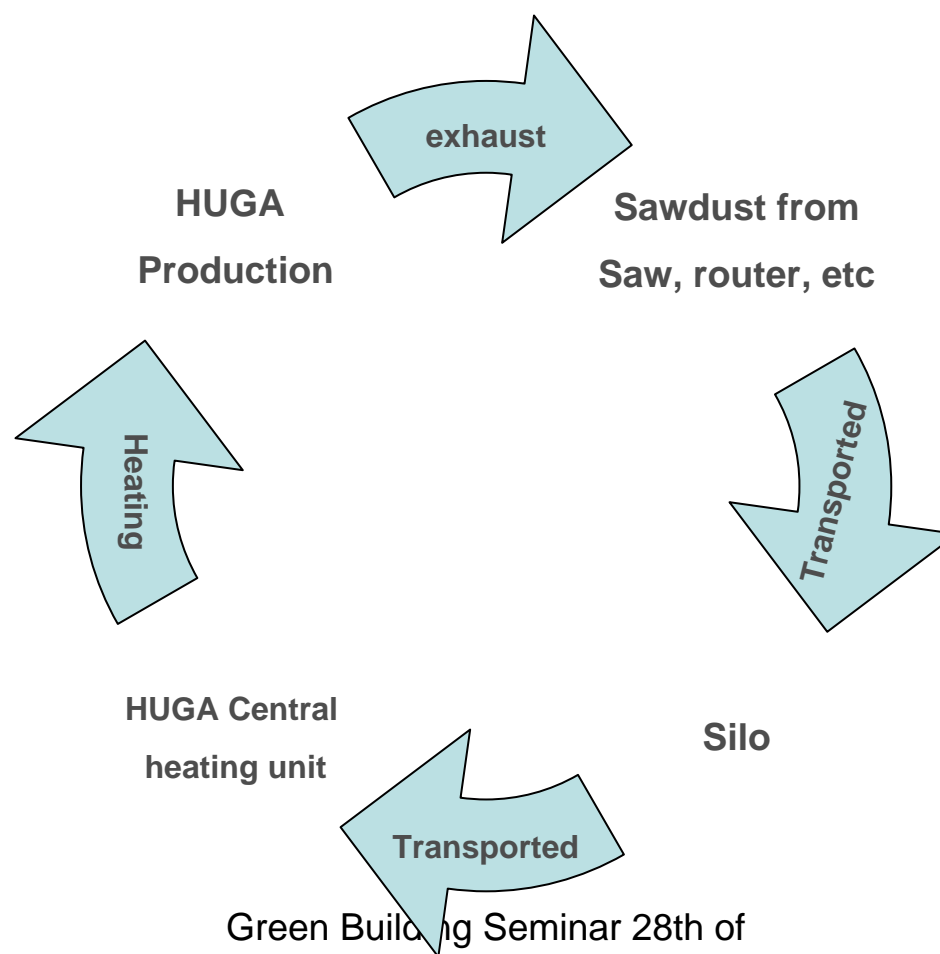 exhaust
HUGA
Production
Sawdust from
Saw, router, etc
Transported
Heating
HUGA Central
heating unit
Silo
Transported
Green Building Seminar 28th of